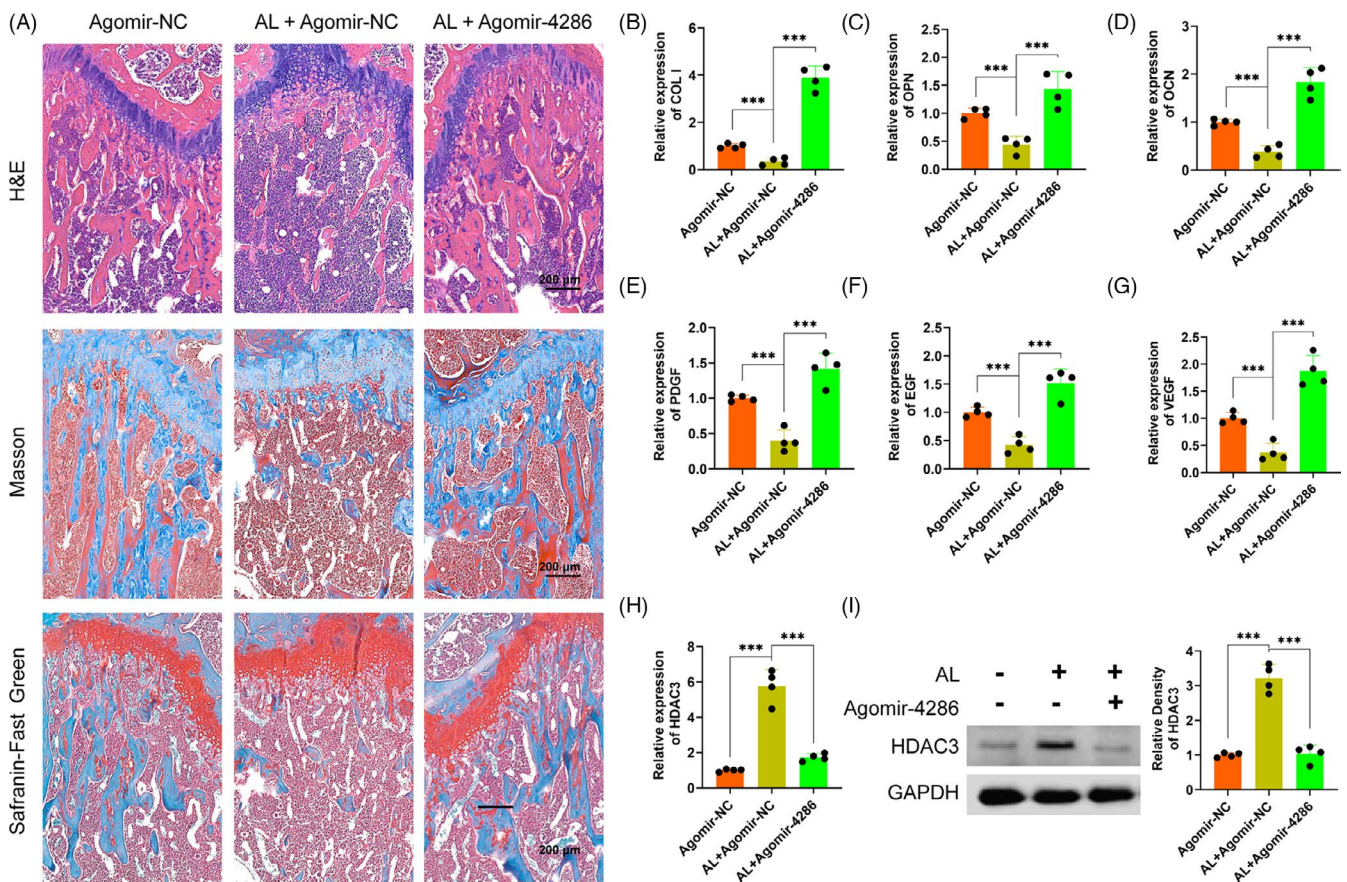 (A)
Agomir-NC
AL + Agomir-NC
AL + Agomir-4286
H&E
200 µm
Masson
200 µm
Safranin-Fast Green
200 µm
(B)
Relative expression
of COL I
6
4
2
0
***
***
Agomir-NC
AL+Agomir-NC
AL+Agomir-4286
(C)
Relative expression
of OPN
2.0
1.5
1.0
0.5
0.0
***
***
Agomir-NC
AL+Agomir-NC
AL+Agomir-4286
(D)
Relative expression
of OCN
3
2
1
0
***
***
Agomir-NC
AL+Agomir-NC
AL+Agomir-4286
(E)
Relative expression
of PDGF
2.0
1.5
1.0
0.5
0.0
***
***
Agomir-NC
AL+Agomir-NC
AL+Agomir-4286
(F)
Relative expression
of EGF
2.5
2.0
1.5
1.0
0.5
0.0
***
***
Agomir-NC
AL+Agomir-NC
AL+Agomir-4286
(G)
Relative expression
of VEGF
2.5
2.0
1.5
1.0
0.5
0.0
***
***
Agomir-NC
AL+Agomir-NC
AL+Agomir-4286
(H)
Relative expression
of HDAC3
8
6
4
2
0
***
***
Agomir-NC
AL+Agomir-NC
AL+Agomir-4286
(I)
AL - + +
Agomir-4286 - - +
HDAC3
GAPDH
Relative Density
of HDAC3
4
3
2
1
0
***
***
Agomir-NC
AL+Agomir-NC
AL+Agomir-4286